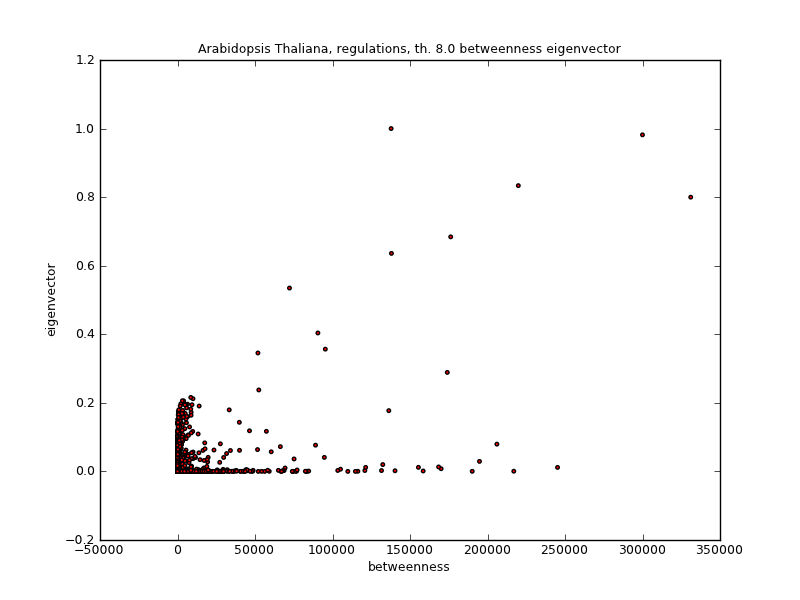 Arabidopsis Thaliana, regulations, th. 8.0 betweenness eigenvector
1.2
1.0
0.8
0.6
0.4
0.2
0.0
−0.2
eigenvector
−50000 0 50000 100000 150000 200000 250000 300000 350000
betweenness